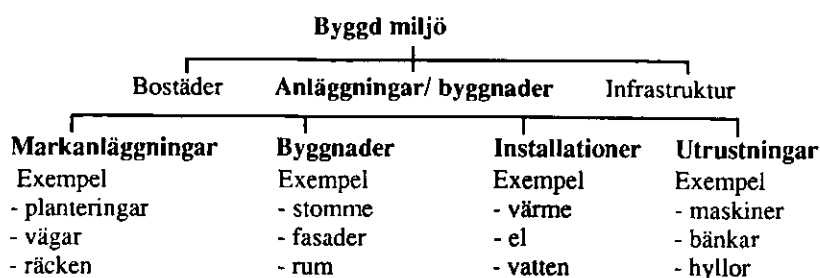 Byggd miljö
Bostäder Anläggningar/ byggnader Infrastruktur
Markanläggningar Byggnader Installationer Utrustningar
Exempel Exempel Exempel Exempel
- planteringar - stomme - värme - maskiner
- vägar - fasader - el - bänkar
- räcken - rum - vatten - hyllor